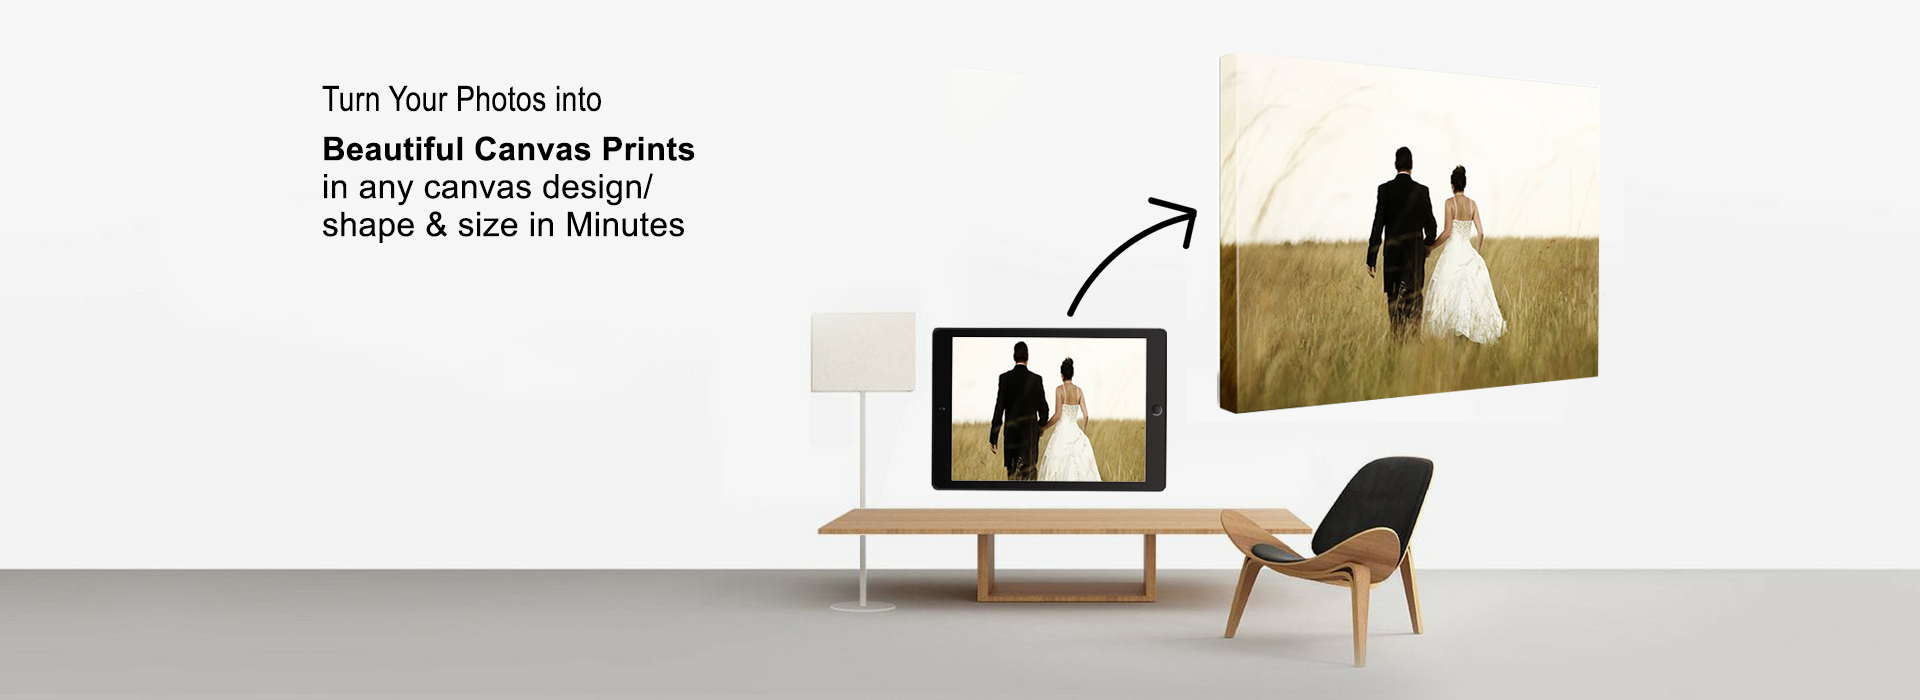 Turn Your Photos into
Beautiful Canvas Prints
in any canvas design/
shape & size in Minutes